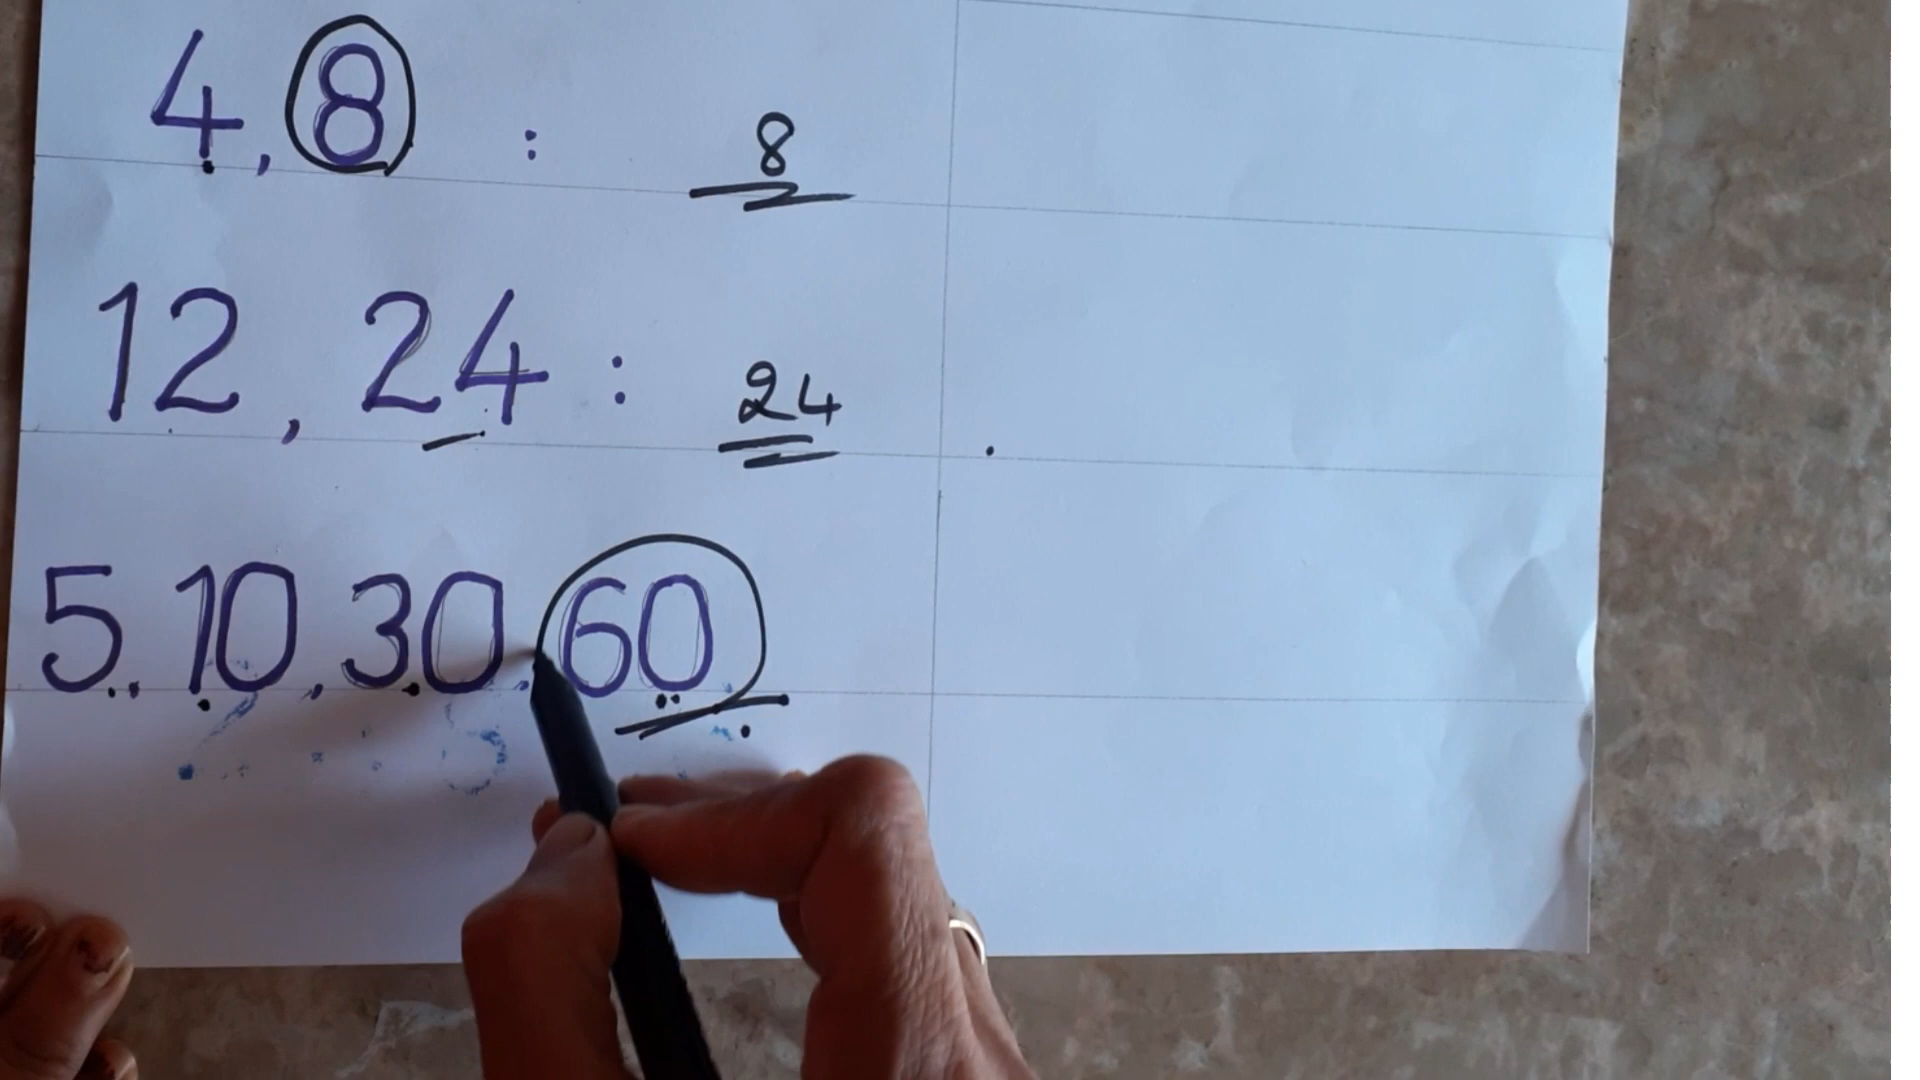 4, 8 : 8
12, 24 : 24
5, 10, 30, 60